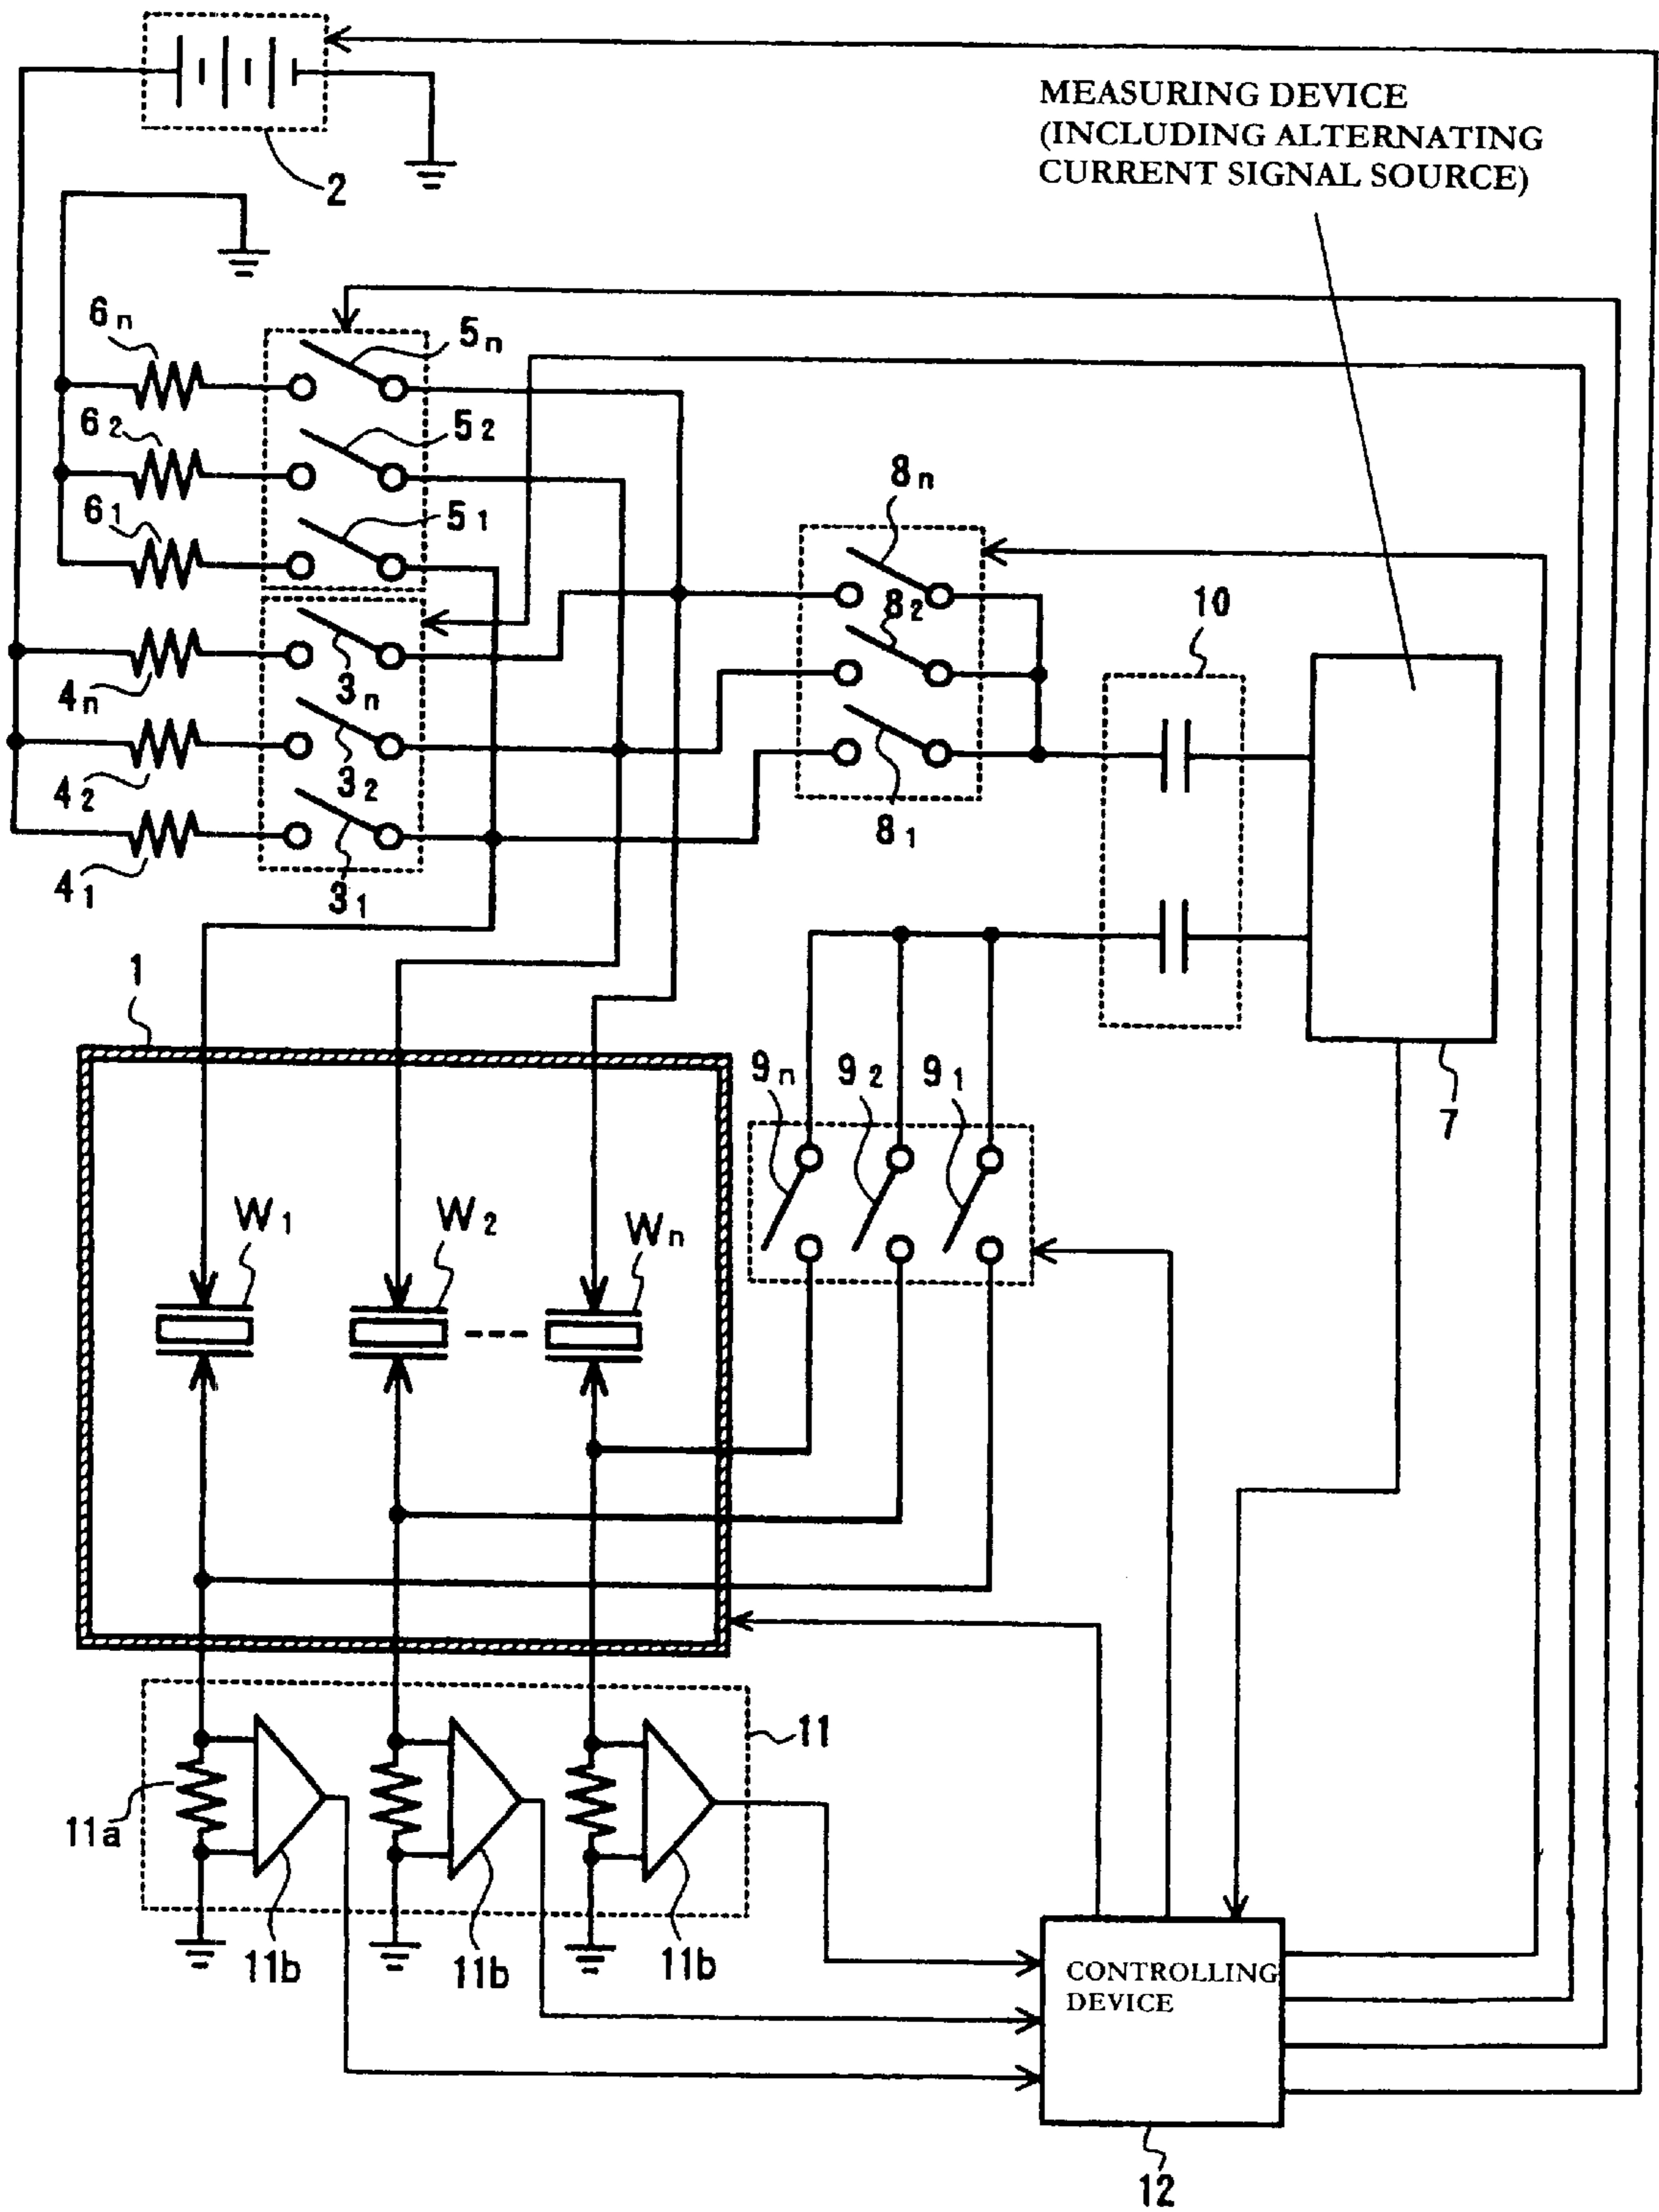 2
MEASURING DEVICE
(INCLUDING ALTERNATING
CURRENT SIGNAL SOURCE)
6n
5n
62
52
61
51
8n
82
10
4n
3n
42
32
81
41
31
1
9n
92
91
7
W1
W2
Wn
11
11a
11b
11b
11b
CONTROLLING
DEVICE
12